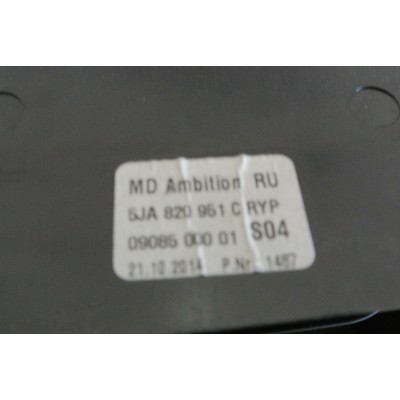 MD Ambition RU
5JA 820 951 C RYP
09085 000 01 S04
21.10.2014 P.Nr. 1487